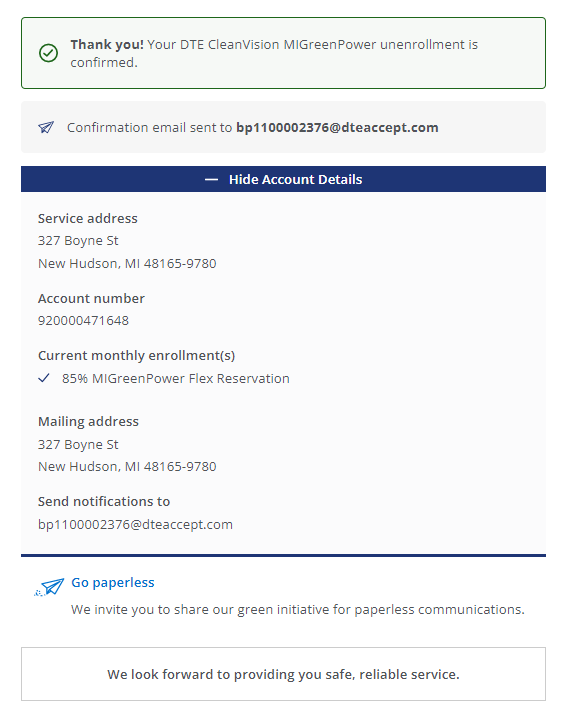 Thank you! Your DTE CleanVision MIGreenPower unenrollment is
confirmed.
Confirmation email sent to bp1100002376@dteaccept.com
Hide Account Details
Service address
327 Boyne St
New Hudson, MI 48165-9780
Account number
920000471648
Current monthly enrollment(s)
85% MIGreenPower Flex Reservation
Mailing address
327 Boyne St
New Hudson, MI 48165-9780
Send notifications to
bp1100002376@dteaccept.com
Go paperless
We invite you to share our green initiative for paperless communications.
We look forward to providing you safe, reliable service.